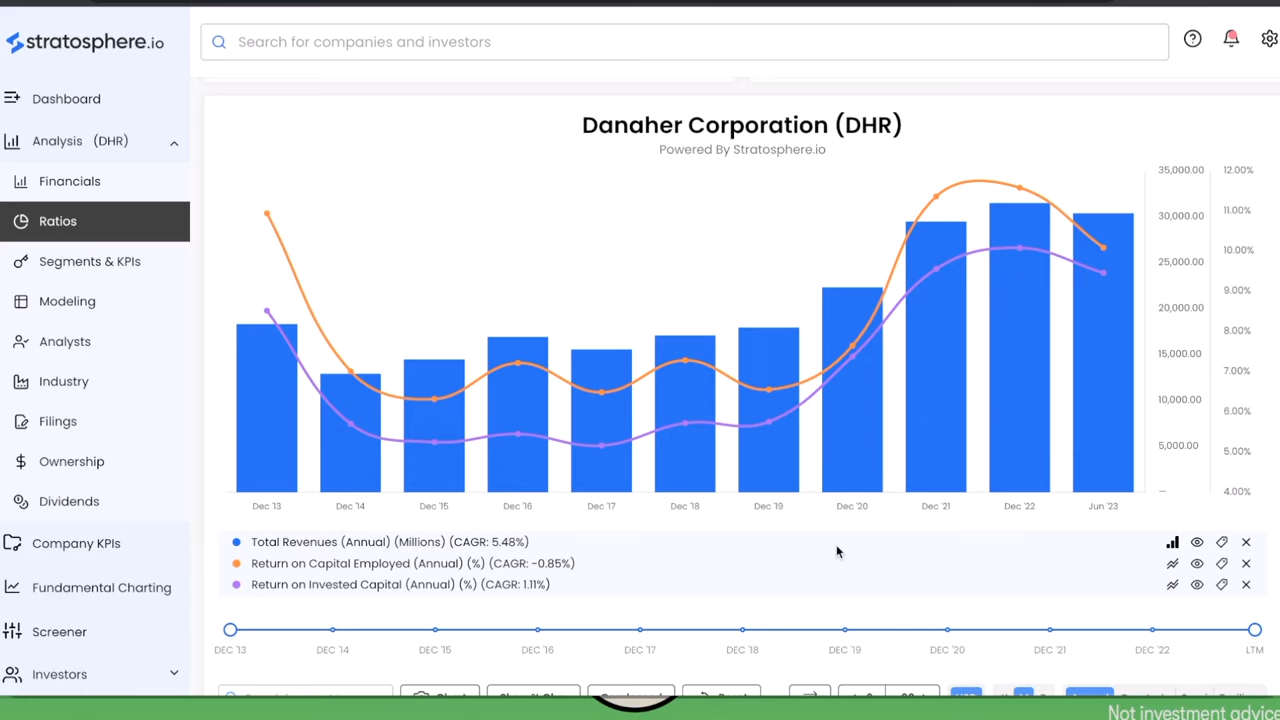 stratosphere.io
Search for companies and investors
Dashboard
Analysis (DHR)
Financials
Ratios
Segments & KPIs
Modeling
Analysts
Industry
Filings
Ownership
Dividends
Company KPIs
Fundamental Charting
Screener
Investors
Danaher Corporation (DHR)
Powered By Stratosphere.io
35,000.00 12.00%
30,000.00 11.00%
25,000.00 10.00%
9.00%
20,000.00 8.00%
15,000.00 7.00%
10,000.00 6.00%
5,000.00 5.00%
— 4.00%
Dec '13 Dec '14 Dec '15 Dec '16 Dec '17 Dec '18 Dec '19 Dec '20 Dec '21 Dec '22 Jun '23
Total Revenues (Annual) (Millions) (CAGR: 5.48%)
Return on Capital Employed (Annual) (%) (CAGR: -0.85%)
Return on Invested Capital (Annual) (%) (CAGR: 1.11%)
DEC '13 DEC '14 DEC '15 DEC '16 DEC '17 DEC '18 DEC '19 DEC '20 DEC '21 DEC '22 LTM
Not investment advice